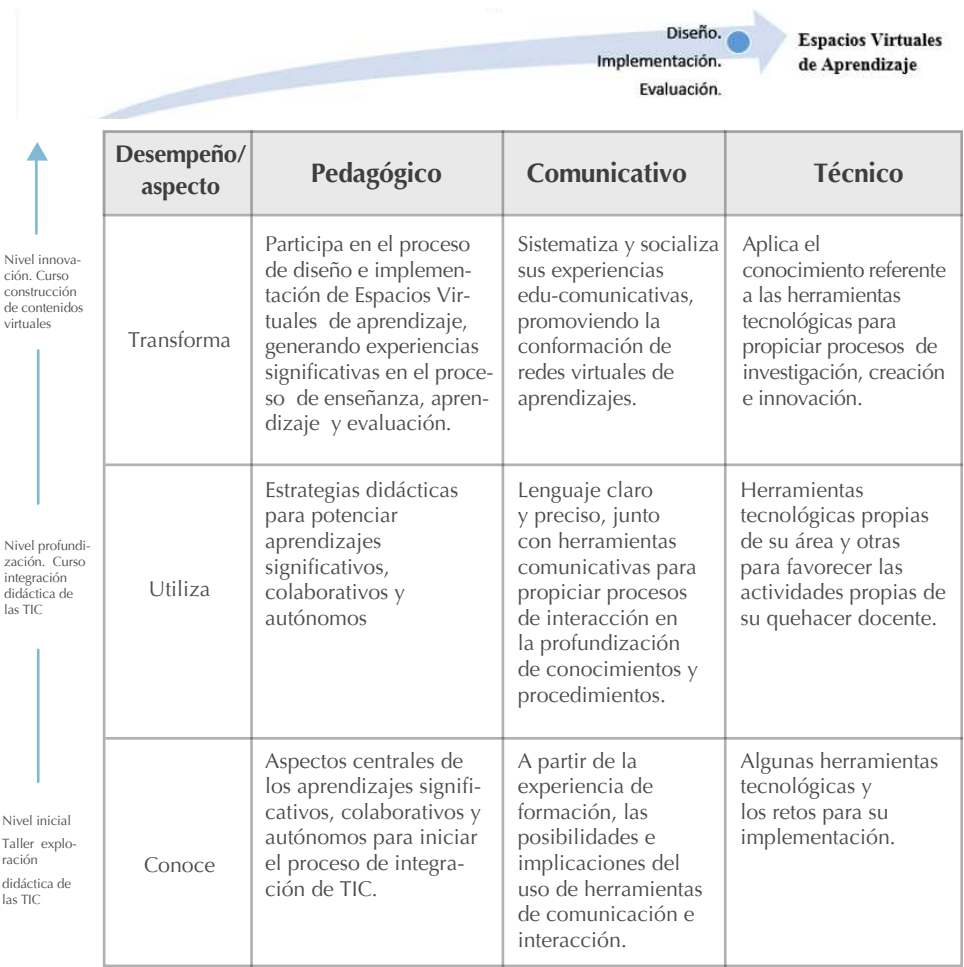 Diseño.
Implementación.
Evaluación.
Espacios Virtuales
de Aprendizaje
Desempeño/
aspecto
Pedagógico
Comunicativo
Técnico
Nivel innova-
ción. Curso
construcción
de contenidos
virtuales
Transforma
Participa en el proceso
de diseño e implemen-
tación de Espacios Vir-
tuales de aprendizaje,
generando experiencias
significativas en el proce-
so de enseñanza, apren-
dizaje y evaluación.
Sistematiza y socializa
sus experiencias
edu-comunicativas,
promoviendo la
conformación de
redes virtuales de
aprendizajes.
Aplica el
conocimiento referente
a las herramientas
tecnológicas para
propiciar procesos de
investigación, creación
e innovación.
Nivel profundi-
zación. Curso
integración
didáctica de
las TIC
Utiliza
Estrategias didácticas
para potenciar
aprendizajes
significativos,
colaborativos y
autónomos
Lenguaje claro
y preciso, junto
con herramientas
comunicativas para
propiciar procesos
de interacción en
la profundización
de conocimientos y
procedimientos.
Herramientas
tecnológicas propias
de su área y otras
para favorecer las
actividades propias de
su quehacer docente.
Nivel inicial
Taller explo-
ración
didáctica de
las TIC
Conoce
Aspectos centrales de
los aprendizajes signifi-
cativos, colaborativos y
autónomos para iniciar
el proceso de integra-
ción de TIC.
A partir de la
experiencia de
formación, las
posibilidades e
implicaciones del
uso de herramientas
de comunicación e
interacción.
Algunas herramientas
tecnológicas y
los retos para su
implementación.